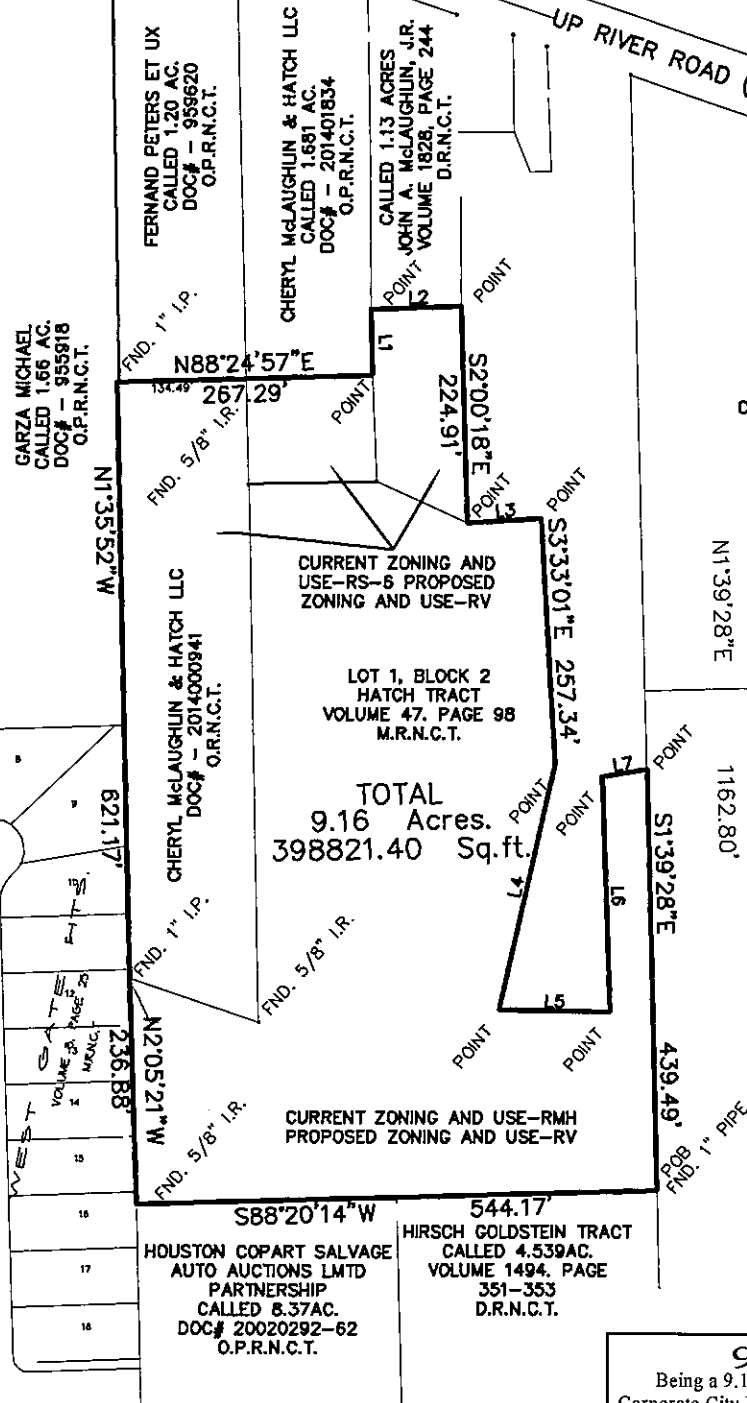 UP RIVER ROAD (
FERNAND PETERS ET UX
CALLED 1.20 AC.
DOC# - 959620
O.P.R.N.C.T.
CHERYL McLAUGHLIN & HATCH LLC
CALLED 1.681 AC.
DOC# - 201401834
O.P.R.N.C.T.
CALLED 1.13 ACRES
JOHN A. McLAUGHLIN, J.R.
VOLUME 1828, PAGE 244
D.R.N.C.T.
GARZA MICHAEL
CALLED 1.66 AC.
DOC# - 955918
O.P.R.N.C.T.
FND. 1" I.P.
POINT
L2
POINT
L1
N88°24'57"E
134.49'
267.29'
POINT
FND. 5/8" I.R.
S2°00'18"E
224.91'
POINT
L3
POINT
N1°35'52"W
621.17'
CURRENT ZONING AND
USE-RS-6 PROPOSED
ZONING AND USE-RV
S3°33'01"E 257.34'
N1°39'28"E
1162.80'
CHERYL McLAUGHLIN & HATCH LLC
DOC# - 2014000941
O.R.N.C.T.
LOT 1, BLOCK 2
HATCH TRACT
VOLUME 47. PAGE 98
M.R.N.C.T.
TOTAL
9.16 Acres.
398821.40 Sq.ft.
POINT
POINT
L7
POINT
L4
L6
S1°39'28"E
439.49'
8
9
10
12
14
15
16
17
18
WEST GATE HTS.
VOLUME 38, PAGE 25
M.R.N.C.
FND. 1" I.P.
FND. 5/8" I.R.
L5
POINT
POINT
N2°05'21"W
236.88'
FND. 5/8" I.R.
CURRENT ZONING AND USE-RMH
PROPOSED ZONING AND USE-RV
POB
FND. 1" PIPE
S88°20'14"W
544.17'
HOUSTON COPART SALVAGE
AUTO AUCTIONS LMTD
PARTNERSHIP
CALLED 8.37AC.
DOC# 20020292-62
O.P.R.N.C.T.
HIRSCH GOLDSTEIN TRACT
CALLED 4.539AC.
VOLUME 1494. PAGE
351-353
D.R.N.C.T.
9
Being a 9.1